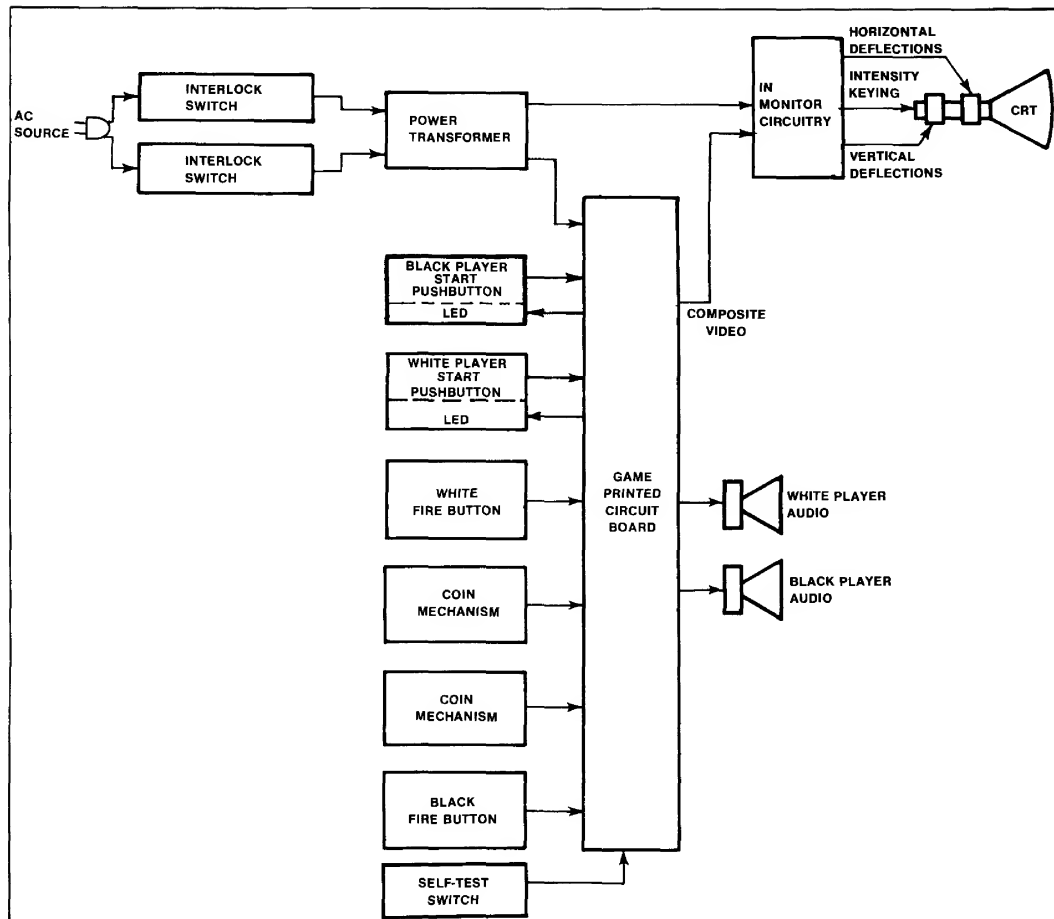 HORIZONTAL
DEFLECTIONS
INTERLOCK
SWITCH
AC
SOURCE
INTERLOCK
SWITCH
POWER
TRANSFORMER
IN
MONITOR
CIRCUITRY
INTENSITY
KEYING
CRT
VERTICAL
DEFLECTIONS
BLACK PLAYER
START
PUSHBUTTON
LED
COMPOSITE
VIDEO
WHITE PLAYER
START
PUSHBUTTON
LED
WHITE
FIRE BUTTON
GAME
PRINTED
CIRCUIT
BOARD
WHITE PLAYER
AUDIO
COIN
MECHANISM
BLACK PLAYER
AUDIO
COIN
MECHANISM
BLACK
FIRE BUTTON
SELF-TEST
SWITCH